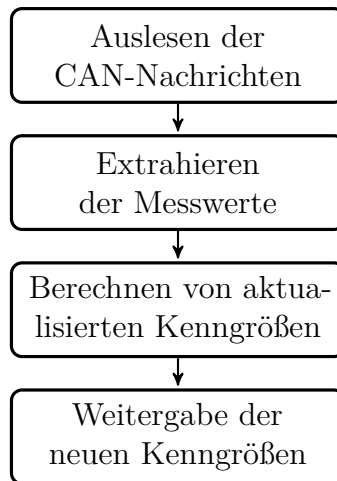 Auslesen der
CAN-Nachrichten
Extrahieren
der Messwerte
Berechnen von aktua-
lisierten Kenngrößen
Weitergabe der
neuen Kenngrößen